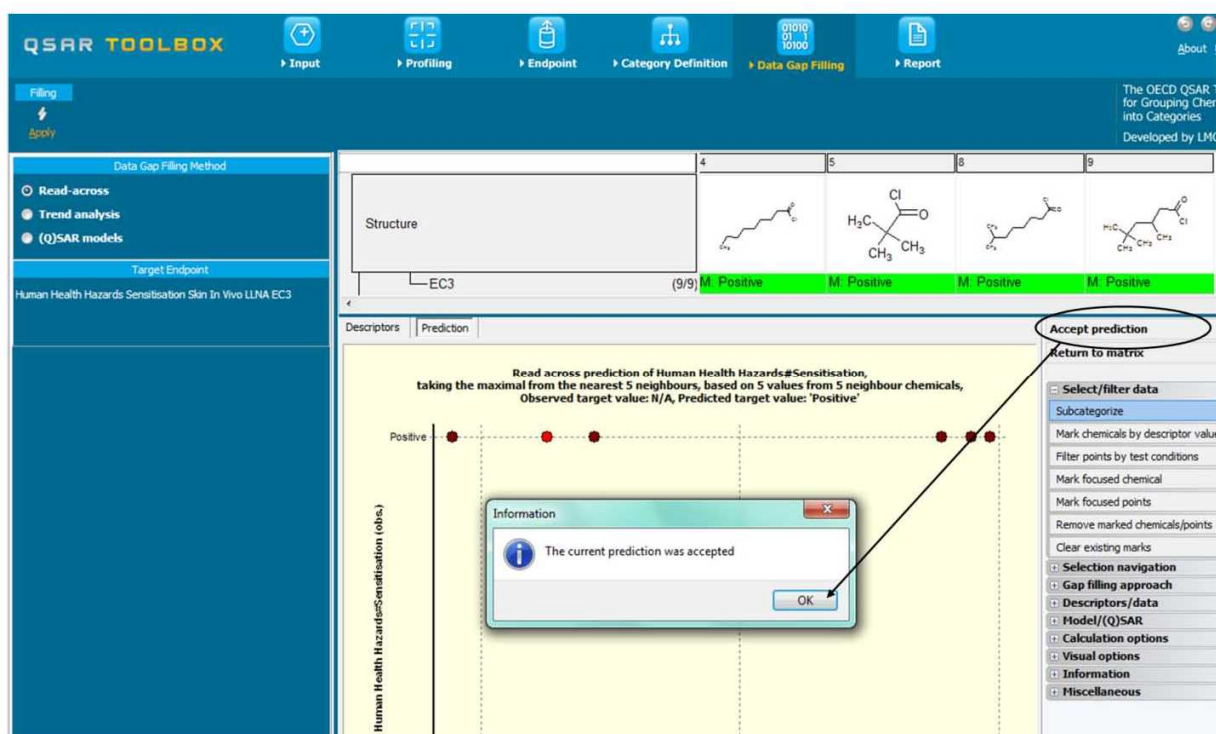 QSAR TOOLBOX
Input
Profiling
Endpoint
Category Definition
Data Gap Filling
Report
01010
01 1
10100
About
Filling
Apply
The OECD QSAR T
for Grouping Cher
into Categories
Developed by LMC
Data Gap Filling Method
Read-across
Trend analysis
(Q)SAR models
Target Endpoint
Human Health Hazards Sensitisation Skin In Vivo LLNA EC3
4 5 8 9
Structure
Cl
O
H₃C
CH₃
CH₃
EC3 (9/9) M: Positive M: Positive M: Positive M: Positive
Descriptors Prediction
Read across prediction of Human Health Hazards#Sensitisation,
taking the maximal from the nearest 5 neighbours, based on 5 values from 5 neighbour chemicals,
Observed target value: N/A, Predicted target value: 'Positive'
Positive
Human Health Hazards#Sensitisation (obs.)
Information
The current prediction was accepted
OK
Accept prediction
Return to matrix
Select/filter data
Subcategorize
Mark chemicals by descriptor value
Filter points by test conditions
Mark focused chemical
Mark focused points
Remove marked chemicals/points
Clear existing marks
Selection navigation
Gap filling approach
Descriptors/data
Model/(Q)SAR
Calculation options
Visual options
Information
Miscellaneous